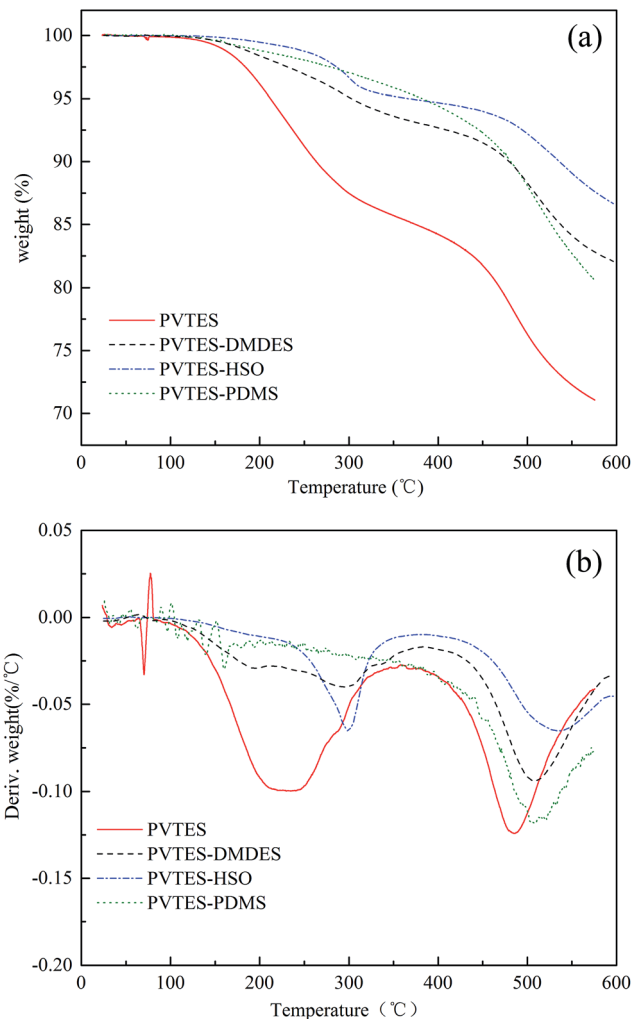 (a)
100
95
90
85
80
75
70
weight (%)
PVTES
PVTES-DMDES
PVTES-HSO
PVTES-PDMS
0
100
200
300
400
500
600
Temperature (℃)
(b)
0.05
0.00
-0.05
-0.10
-0.15
-0.20
Deriv. weight(%/℃)
PVTES
PVTES-DMDES
PVTES-HSO
PVTES-PDMS
0
100
200
300
400
500
600
Temperature（℃）